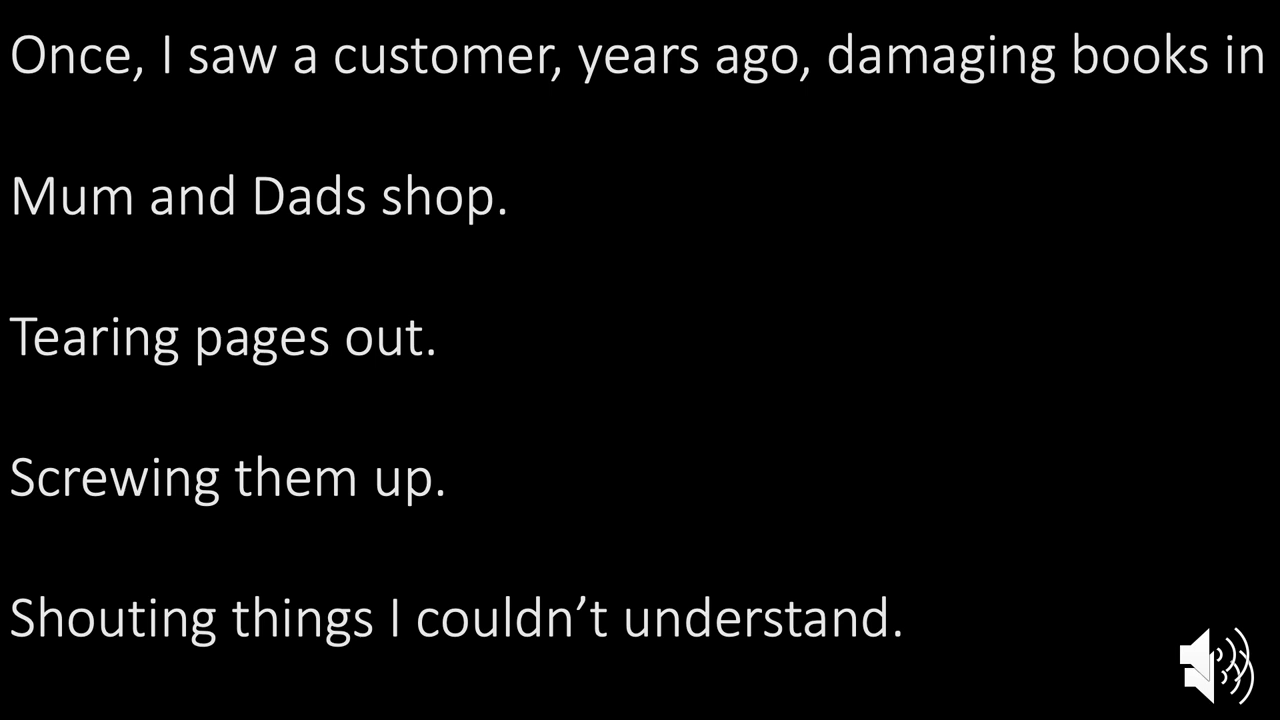 Once, I saw a customer, years ago, damaging books in
Mum and Dads shop.
Tearing pages out.
Screwing them up.
Shouting things I couldn’t understand.